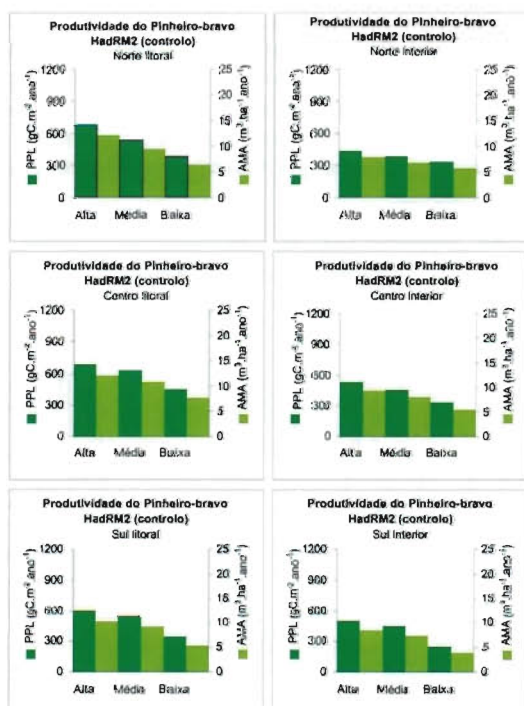 Produtividade do Pinheiro-bravo
HadRM2 (controlo)
Norte litoral
PPL (gC.m⁻².ano⁻¹)
1200
900
600
300
0
25
20
15
10
5
0
AMA (m³.ha⁻¹.ano⁻¹)
Alta Média Baixa
Produtividade do Pinheiro-bravo
HadRM2 (controlo)
Norte Interior
PPL (gC.m⁻².ano⁻¹)
1200
900
600
300
0
25
20
15
10
5
0
AMA (m³.ha⁻¹.ano⁻¹)
Alta Média Baixa
Produtividade do Pinheiro-bravo
HadRM2 (controlo)
Centro litoral
PPL (gC.m⁻².ano⁻¹)
1200
900
600
300
0
25
20
15
10
5
0
AMA (m³.ha⁻¹.ano⁻¹)
Alta Média Baixa
Produtividade do Pinheiro-bravo
HadRM2 (controlo)
Centro Interior
PPL (gC.m⁻².ano⁻¹)
1200
900
600
300
0
25
20
15
10
5
0
AMA (m³.ha⁻¹.ano⁻¹)
Alta Média Baixa
Produtividade do Pinheiro-bravo
HadRM2 (controlo)
Sul litoral
PPL (gC.m⁻².ano⁻¹)
1200
900
600
300
0
25
20
15
10
5
0
AMA (m³.ha⁻¹.ano⁻¹)
Alta Média Baixa
Produtividade do Pinheiro-bravo
HadRM2 (controlo)
Sul Interior
PPL (gC.m⁻².ano⁻¹)
1200
900
600
300
0
25
20
15
10
5
0
AMA (m³.ha⁻¹.ano⁻¹)
Alta Média Baixa